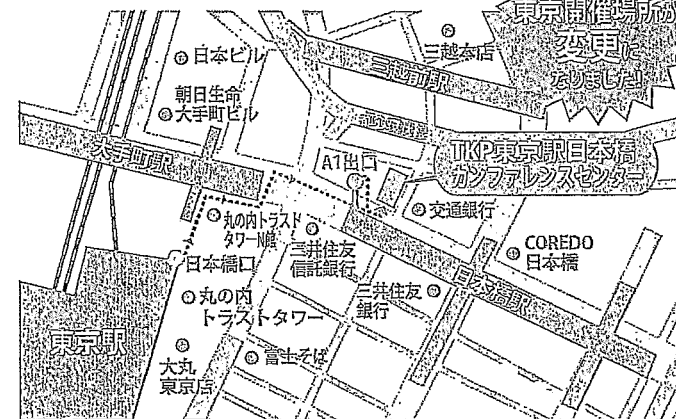 東京開催場所が
変更に
なりました!
日本ビル
三越本店
三越前駅
朝日生命
大手町ビル
大手町駅
A1出口
TKP東京駅日本橋
カンファレンスセンター
交通銀行
丸の内トラスト
タワーN館
三井住友
信託銀行
COREDO
日本橋
日本橋口
日本橋駅
三井住友
銀行
丸の内
トラストタワー
東京駅
大丸
東京店
富士そば